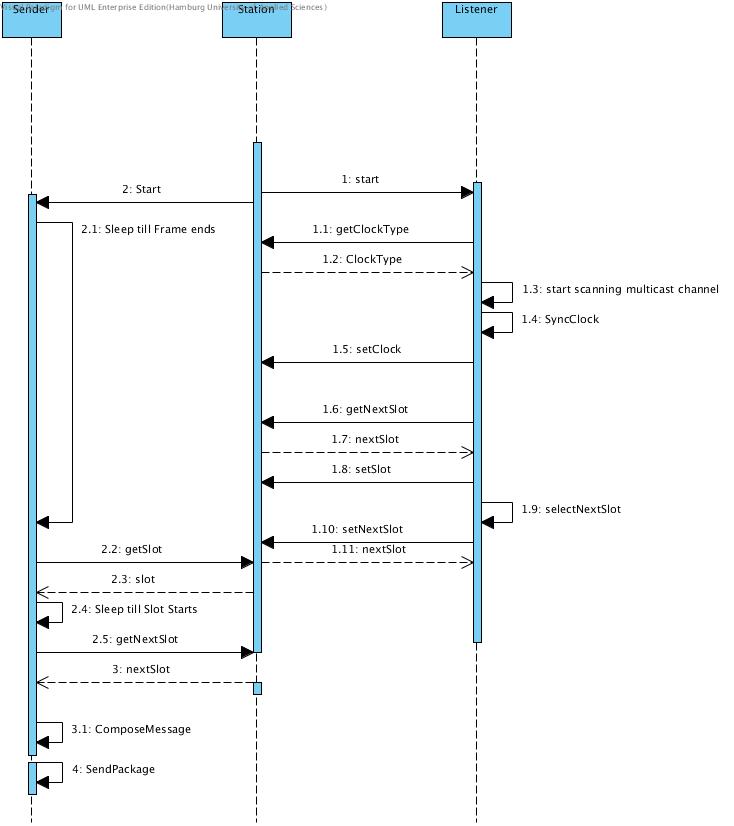 for UML Enterprise Edition(Hamburg University of Applied Sciences)
Sender
Station
Listener
1: start
2: Start
2.1: Sleep till Frame ends
1.1: getClockType
1.2: ClockType
1.3: start scanning multicast channel
1.4: SyncClock
1.5: setClock
1.6: getNextSlot
1.7: nextSlot
1.8: setSlot
1.9: selectNextSlot
1.10: setNextSlot
1.11: nextSlot
2.2: getSlot
2.3: slot
2.4: Sleep till Slot Starts
2.5: getNextSlot
3: nextSlot
3.1: ComposeMessage
4: SendPackage